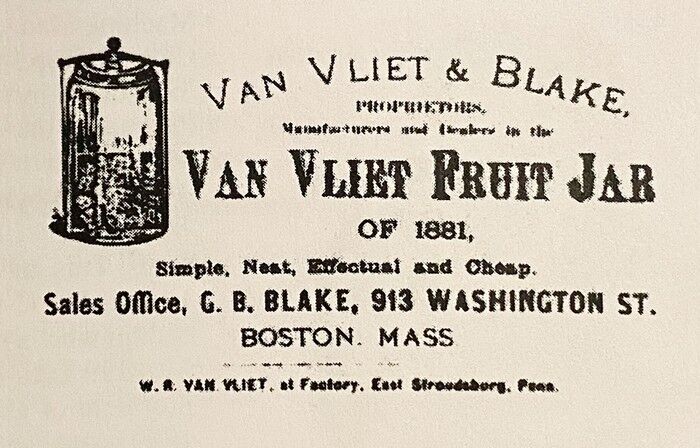 VAN VLIET & BLAKE,
PROPRIETORS,
Manufacturers and Dealers in the
VAN VLIET FRUIT JAR
OF 1881,
Simple, Neat, Effectual and Cheap.
Sales Office, G. B. BLAKE, 913 WASHINGTON ST.
BOSTON. MASS
W. R. VAN VLIET, at Factory, East Stroudsburg, Penn.